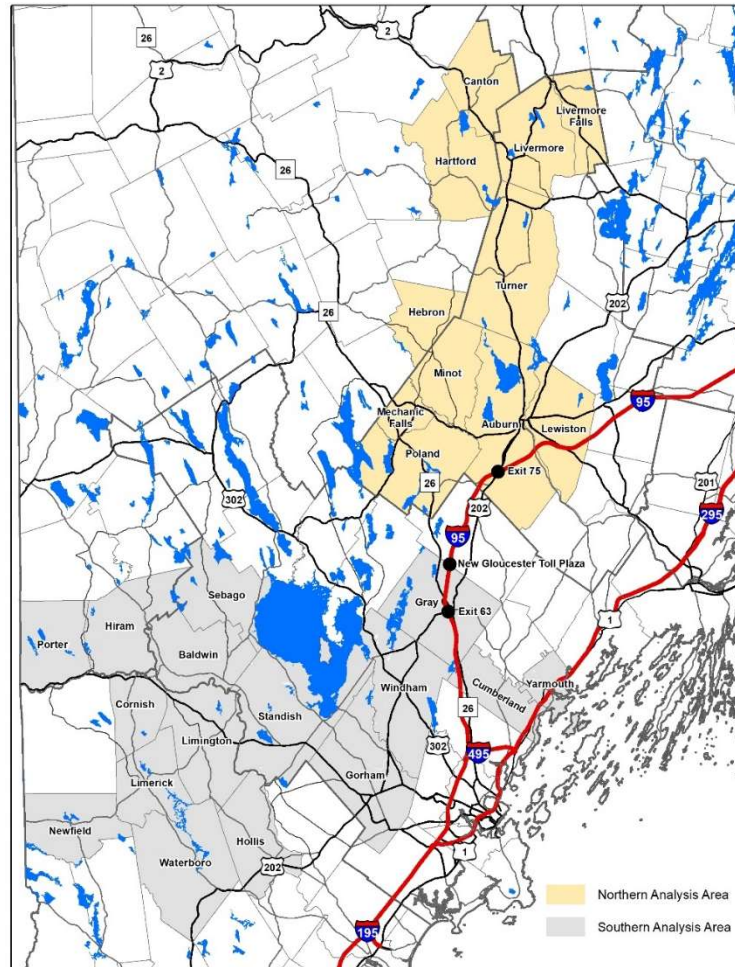 26
2
2
Canton
Livermore
Falls
Livermore
Hartford
26
Turner
202
Hebron
26
Minot
95
Mechanic
Falls
Auburn
Lewiston
Poland
Exit 75
26
202
201
302
295
95
New Gloucester Toll Plaza
Sebago
Gray
Exit 63
1
Hiram
Porter
Baldwin
Yarmouth
Windham
Cumberland
Cornish
26
Standish
Limington
302
495
Gorham
Limerick
Newfield
Hollis
1
Waterboro
202
Northern Analysis Area
Southern Analysis Area
195